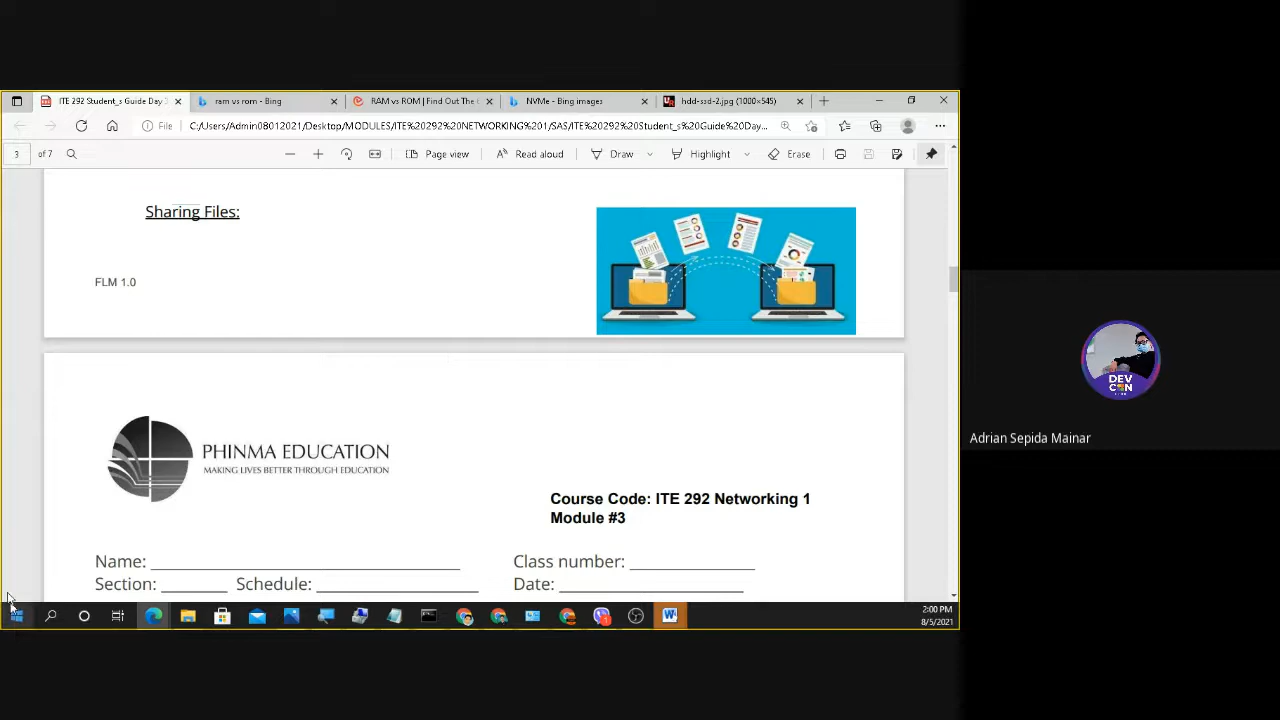 ITE 292 Student_s Guide Day
ram vs rom - Bing
RAM vs ROM | Find Out The
NVMe - Bing images
hdd-ssd-2.jpg (1000×545)
File
C:/Users/Admin08012021/Desktop/MODULES/ITE%20292%20NETWORKING%201/SAS/ITE%20292%20Student_s%20Guide%20Day...
3 of 7
Page view
Read aloud
Draw
Highlight
Erase
Sharing Files:
FLM 1.0
PHINMA EDUCATION
MAKING LIVES BETTER THROUGH EDUCATION
Course Code: ITE 292 Networking 1
Module #3
Name: Class number:
Section: Schedule: Date:
2:00 PM
8/5/2021
DEV
CON
Adrian Sepida Mainar